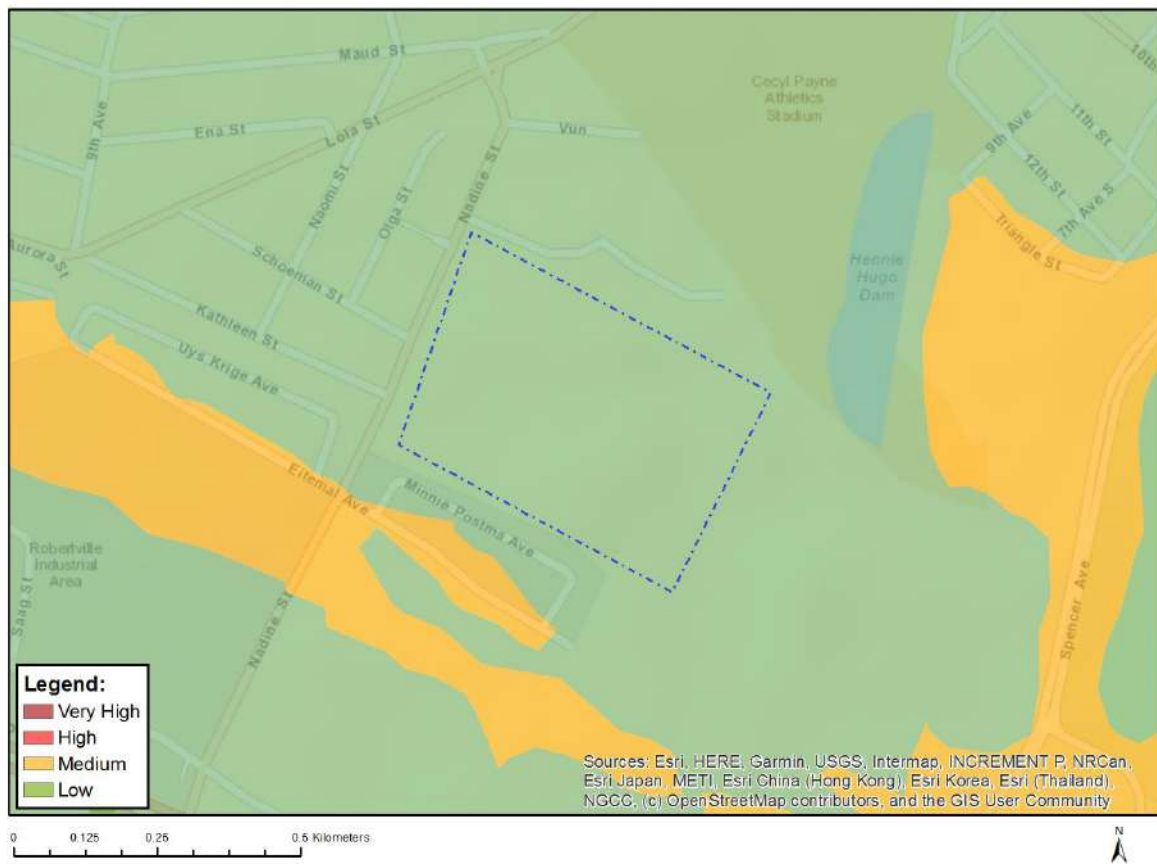 Maud St
Cecyl Payne
Athletics
Stadium
10th
9th Ave
Ena St
Lola St
Vun
9th Ave
11th St
12th St
7th Ave S
Naomi St
Olga St
Nadine St
Triangle St
Aurora St
Schoeman St
Hennie
Hugo
Dam
Kathleen St
Uys Krige Ave
Eitemal Ave
Minnie Postma Ave
Robertville
Industrial
Area
Saag St
Nadine St
Spencer Ave
Legend:
Very High
High
Medium
Low
Sources: Esri, HERE, Garmin, USGS, Intermap, INCREMENT P, NRCan,
Esri Japan, METI, Esri China (Hong Kong), Esri Korea, Esri (Thailand),
NGCC, (c) OpenStreetMap contributors, and the GIS User Community
0 0.125 0.25 0.5 Kilometers
N